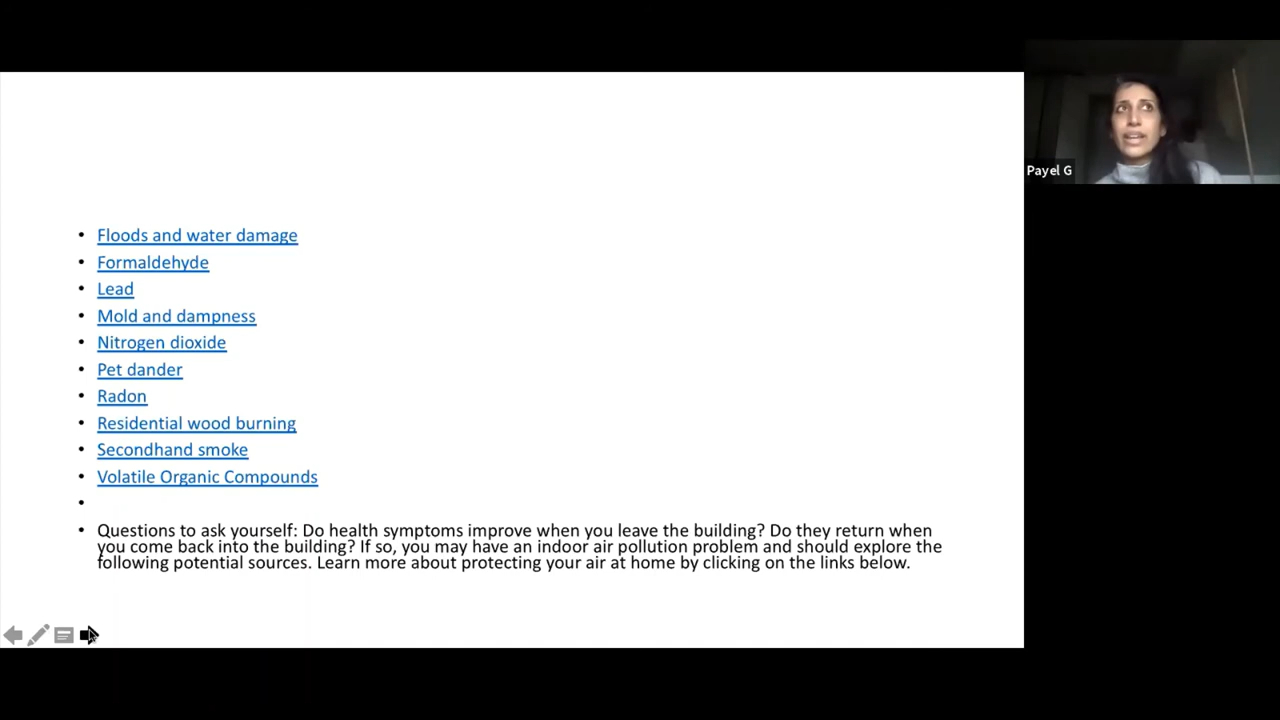 Payel G
• Floods and water damage
• Formaldehyde
• Lead
• Mold and dampness
• Nitrogen dioxide
• Pet dander
• Radon
• Residential wood burning
• Secondhand smoke
• Volatile Organic Compounds
•
• Questions to ask yourself: Do health symptoms improve when you leave the building? Do they return when
you come back into the building? If so, you may have an indoor air pollution problem and should explore the
following potential sources. Learn more about protecting your air at home by clicking on the links below.